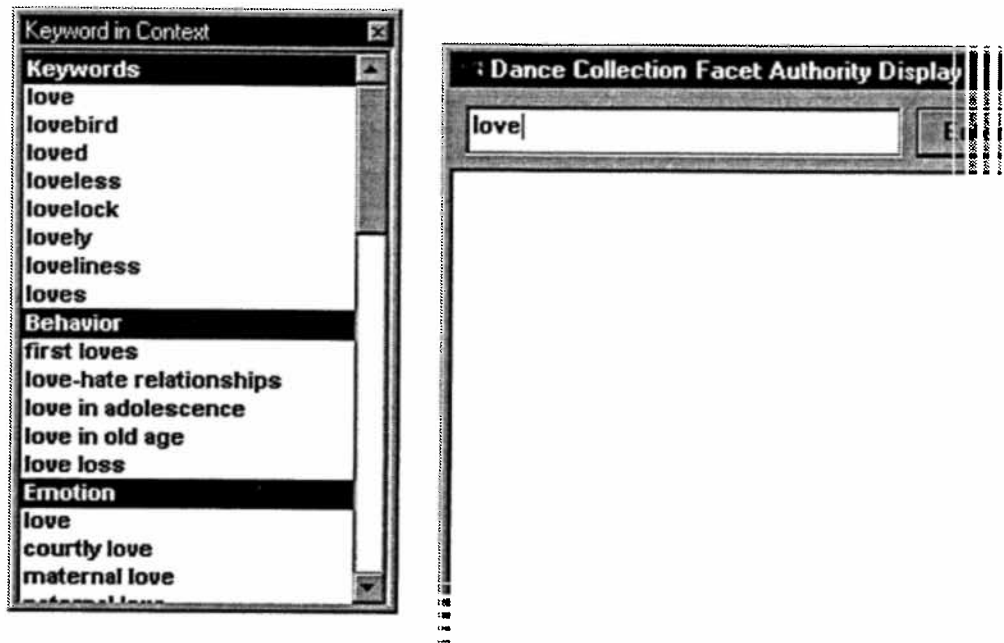 Keyword in Context
Keywords
love
lovebird
loved
loveless
lovelock
lovely
loveliness
loves
Behavior
first loves
love-hate relationships
love in adolescence
love in old age
love loss
Emotion
love
courtly love
maternal love
Dance Collection Facet Authority Display
love